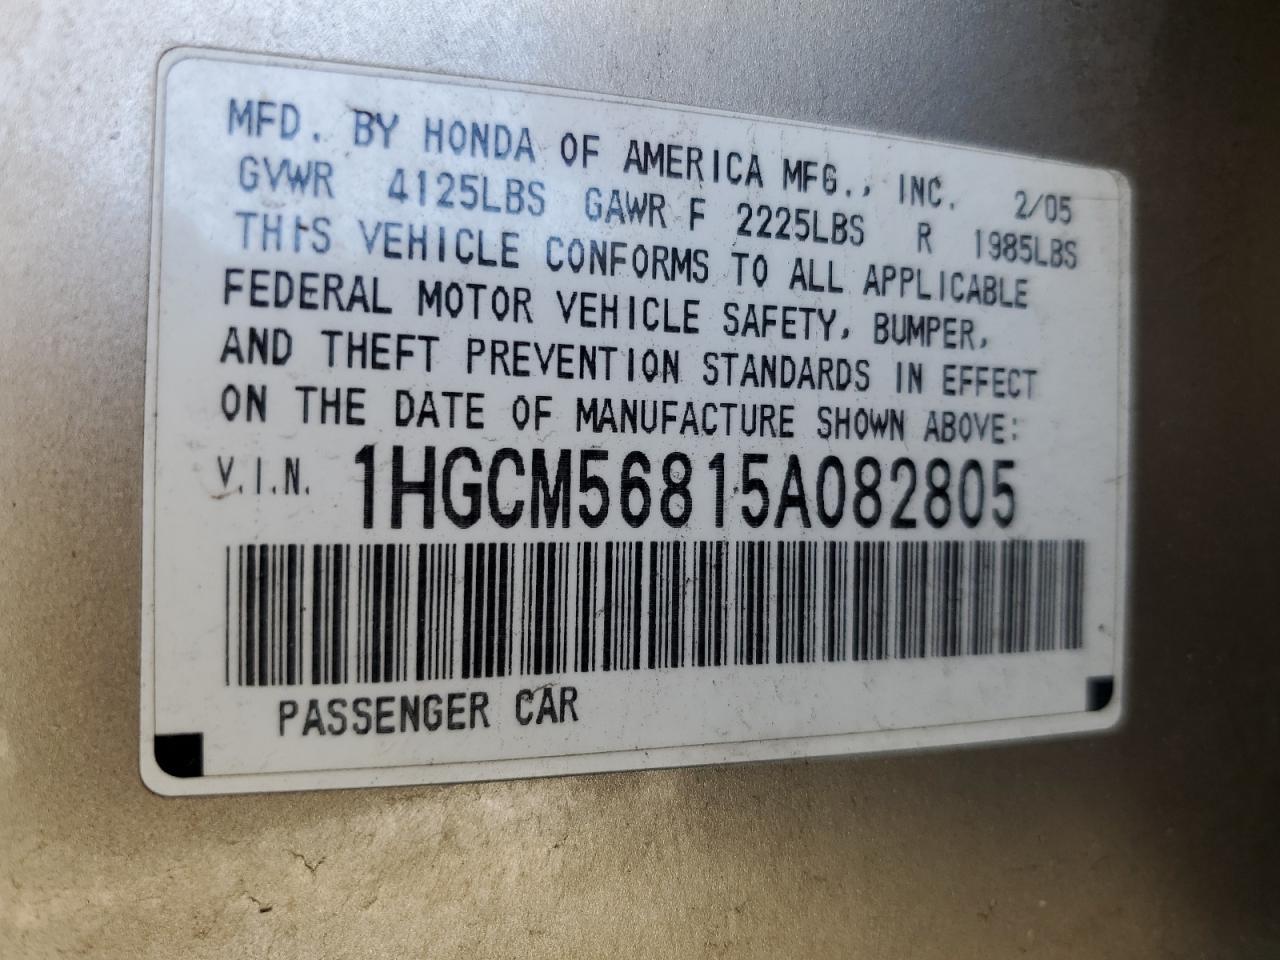 MFD. BY HONDA OF AMERICA MFG., INC. 2/05
GVWR 4125LBS GAWR F 2225LBS R 1985LBS
THIS VEHICLE CONFORMS TO ALL APPLICABLE
FEDERAL MOTOR VEHICLE SAFETY, BUMPER,
AND THEFT PREVENTION STANDARDS IN EFFECT
ON THE DATE OF MANUFACTURE SHOWN ABOVE:
V.I.N. 1HGCM56815A082805
PASSENGER CAR